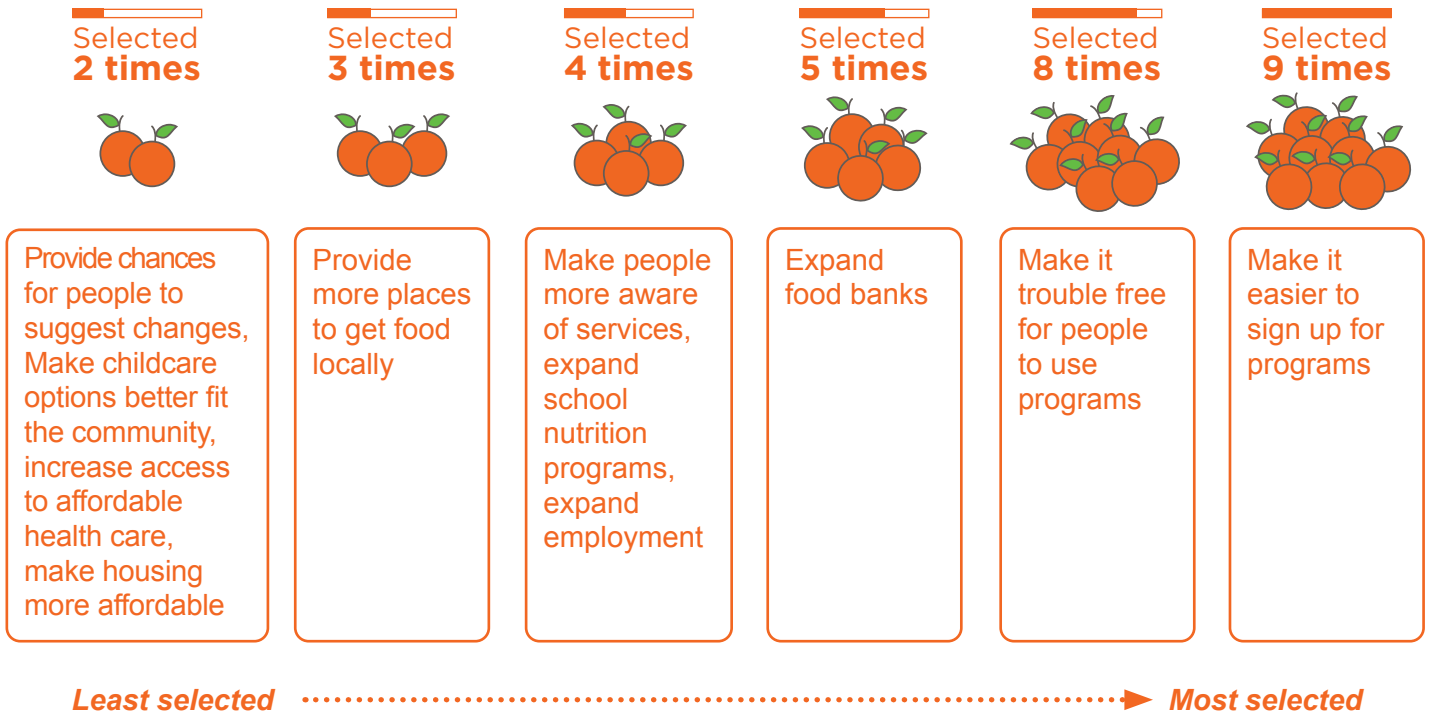 Selected
2 times
Selected
3 times
Selected
4 times
Selected
5 times
Selected
8 times
Selected
9 times
Provide chances
for people to
suggest changes,
Make childcare
options better fit
the community,
increase access
to affordable
health care,
make housing
more affordable
Provide
more places
to get food
locally
Make people
more aware
of services,
expand
school
nutrition
programs,
expand
employment
Expand
food banks
Make it
trouble free
for people
to use
programs
Make it
easier to
sign up for
programs
Least selected
Most selected